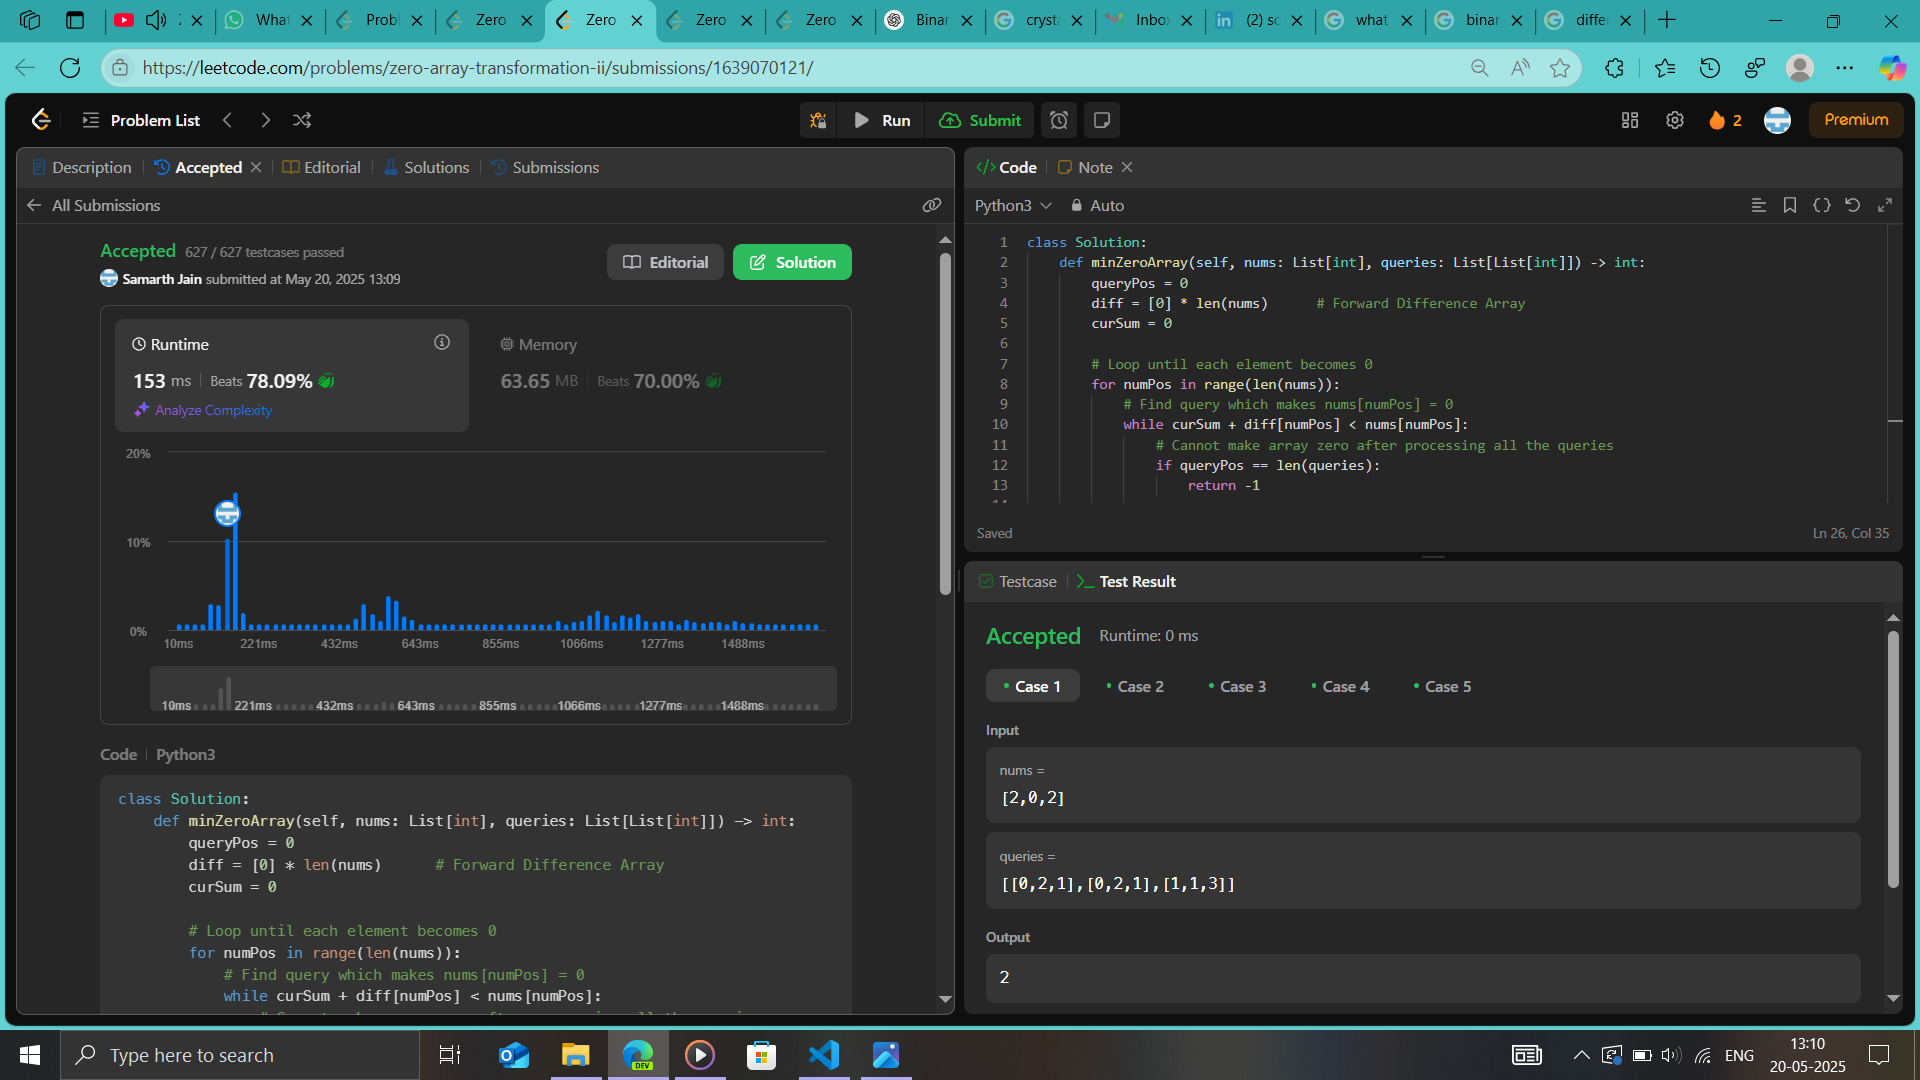 What
Probl
Zero
Zero
Zero
Zero
Binar
crysta
Inbox
(2) sc
what
binar
differ
https://leetcode.com/problems/zero-array-transformation-ii/submissions/1639070121/
Problem List
Run
Submit
2
Premium
Description
Accepted
Editorial
Solutions
Submissions
All Submissions
Accepted 627 / 627 testcases passed
Samarth Jain submitted at May 20, 2025 13:09
Editorial
Solution
Runtime
153 ms Beats 78.09%
Analyze Complexity
Memory
63.65 MB Beats 70.00%
20%
10%
0%
10ms 221ms 432ms 643ms 855ms 1066ms 1277ms 1488ms
10ms 221ms 432ms 643ms 855ms 1066ms 1277ms 1488ms
Code Python3
class Solution:
def minZeroArray(self, nums: List[int], queries: List[List[int]]) -> int:
queryPos = 0
diff = [0] * len(nums) # Forward Difference Array
curSum = 0
# Loop until each element becomes 0
for numPos in range(len(nums)):
# Find query which makes nums[numPos] = 0
while curSum + diff[numPos] < nums[numPos]:
Code
Note
Python3
Auto
1 class Solution:
2 def minZeroArray(self, nums: List[int], queries: List[List[int]]) -> int:
3 queryPos = 0
4 diff = [0] * len(nums) # Forward Difference Array
5 curSum = 0
6
7 # Loop until each element becomes 0
8 for numPos in range(len(nums)):
9 # Find query which makes nums[numPos] = 0
10 while curSum + diff[numPos] < nums[numPos]:
11 # Cannot make array zero after processing all the queries
12 if queryPos == len(queries):
13 return -1
Saved
Ln 26, Col 35
Testcase
Test Result
Accepted Runtime: 0 ms
Case 1
Case 2
Case 3
Case 4
Case 5
Input
nums =
[2,0,2]
queries =
[[0,2,1],[0,2,1],[1,1,3]]
Output
2
Type here to search
DEV
ENG
13:10
20-05-2025